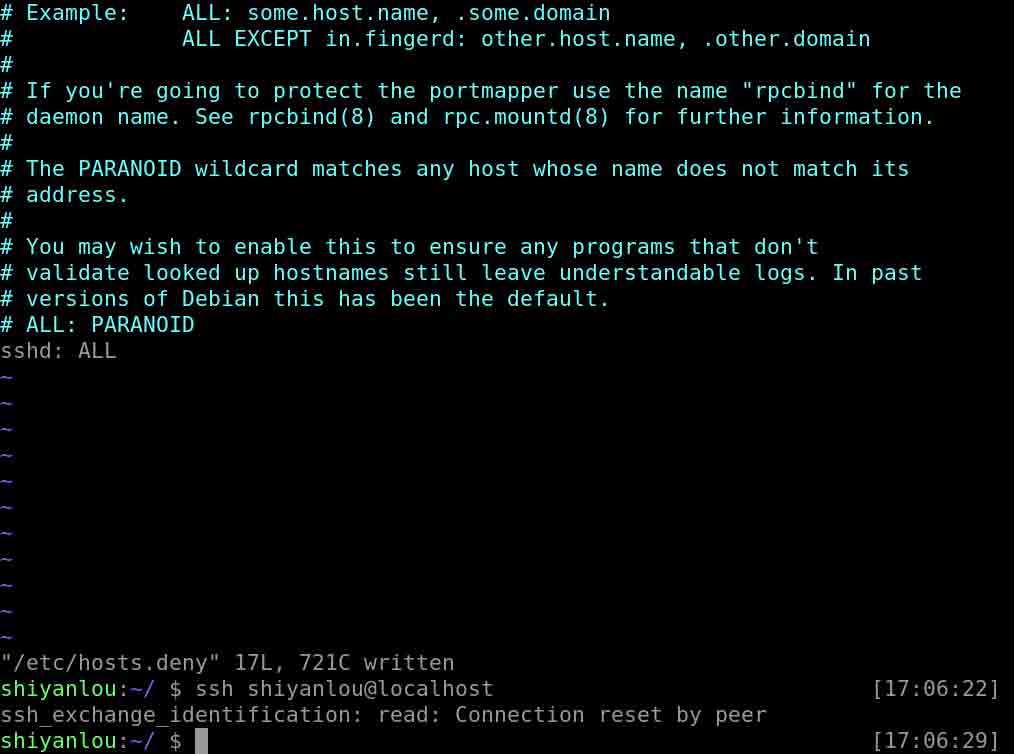 # Example:    ALL: some.host.name, .some.domain
#             ALL EXCEPT in.fingerd: other.host.name, .other.domain
#
# If you're going to protect the portmapper use the name "rpcbind" for the
# daemon name. See rpcbind(8) and rpc.mountd(8) for further information.
#
# The PARANOID wildcard matches any host whose name does not match its
# address.
#
# You may wish to enable this to ensure any programs that don't
# validate looked up hostnames still leave understandable logs. In past
# versions of Debian this has been the default.
# ALL: PARANOID
sshd: ALL
~
~
~
~
~
~
~
~
~
~
~
"/etc/hosts.deny" 17L, 721C written
shiyanlou:~/ $ ssh shiyanlou@localhost                             [17:06:22]
ssh_exchange_identification: read: Connection reset by peer
shiyanlou:~/ $                                                     [17:06:29]